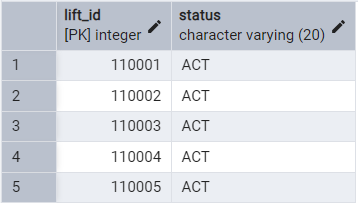 lift_id status
[PK] integer character varying (20)
1 110001 ACT
2 110002 ACT
3 110003 ACT
4 110004 ACT
5 110005 ACT